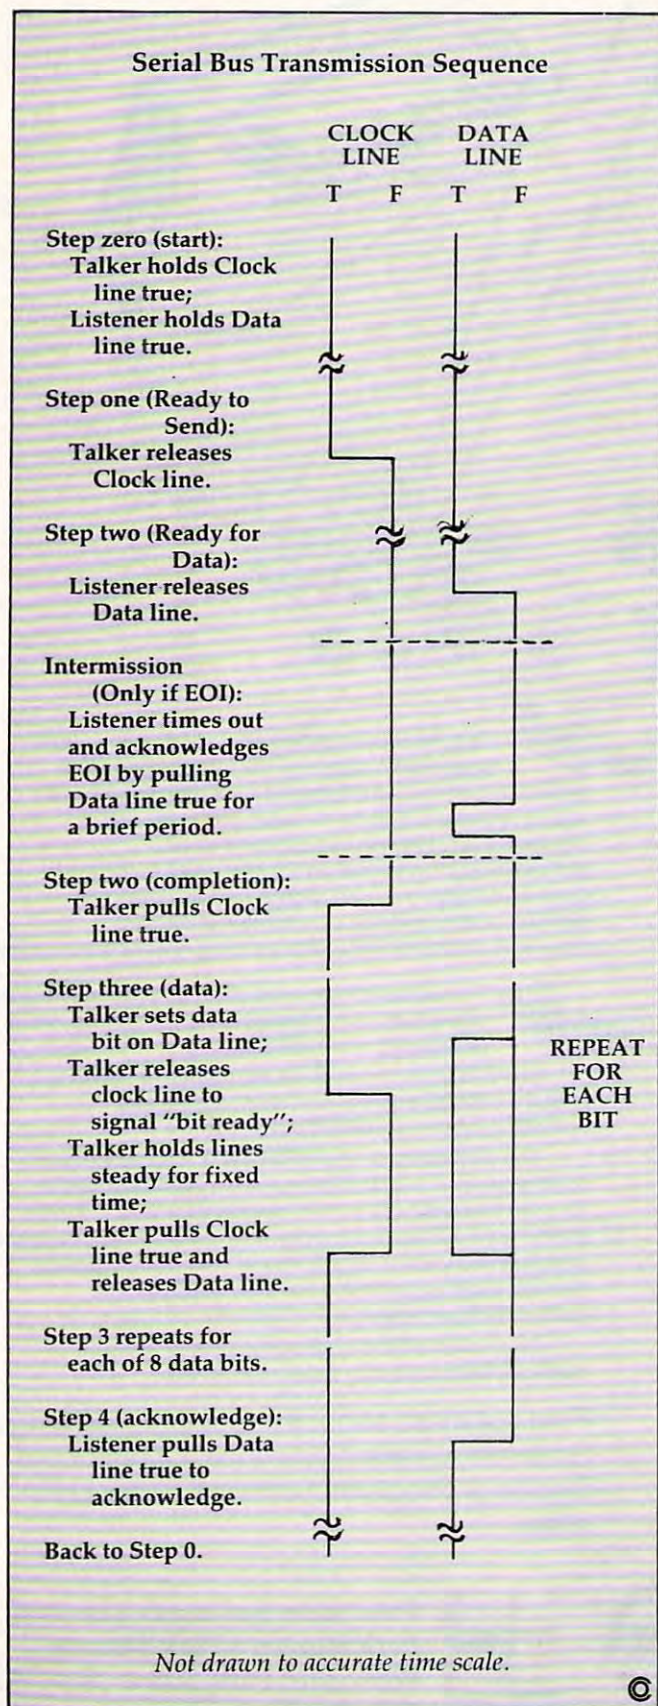 Serial Bus Transmission Sequence
CLOCK DATA
LINE LINE
T F T F
Step zero (start):
Talker holds Clock
line true;
Listener holds Data
line true.
Step one (Ready to
Send):
Talker releases
Clock line.
Step two (Ready for
Data):
Listener releases
Data line.
Intermission
(Only if EOI):
Listener times out
and acknowledges
EOI by pulling
Data line true for
a brief period.
Step two (completion):
Talker pulls Clock
line true.
Step three (data):
Talker sets data
bit on Data line;
Talker releases
clock line to
signal "bit ready";
Talker holds lines
steady for fixed
time;
Talker pulls Clock
line true and
releases Data line.
REPEAT
FOR
EACH
BIT
Step 3 repeats for
each of 8 data bits.
Step 4 (acknowledge):
Listener pulls Data
line true to
acknowledge.
Back to Step 0.
Not drawn to accurate time scale.
©